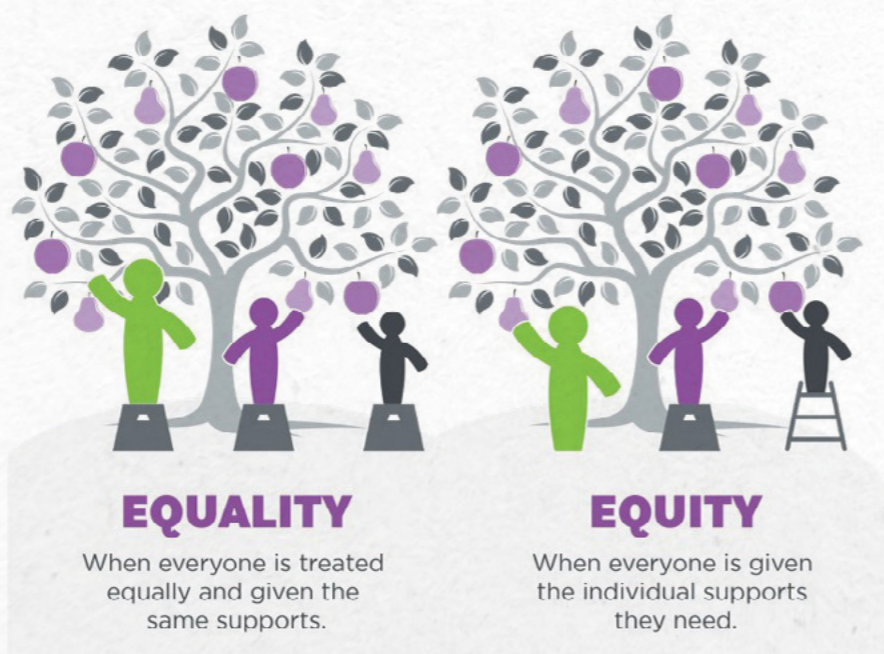 EQUALITY
When everyone is treated
equally and given the
same supports.
EQUITY
When everyone is given
the individual supports
they need.